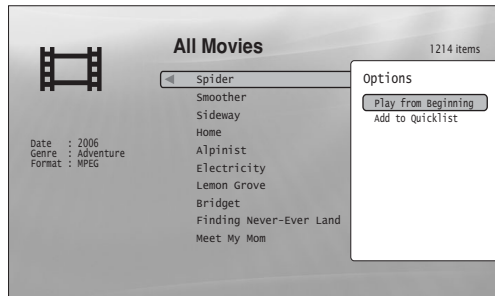 All Movies
1214 items
Spider
Smoother
Sideway
Home
Alpinist
Electricity
Lemon Grove
Bridget
Finding Never-Ever Land
Meet My Mom
Date : 2006
Genre : Adventure
Format : MPEG
Options
Play from Beginning
Add to Quicklist